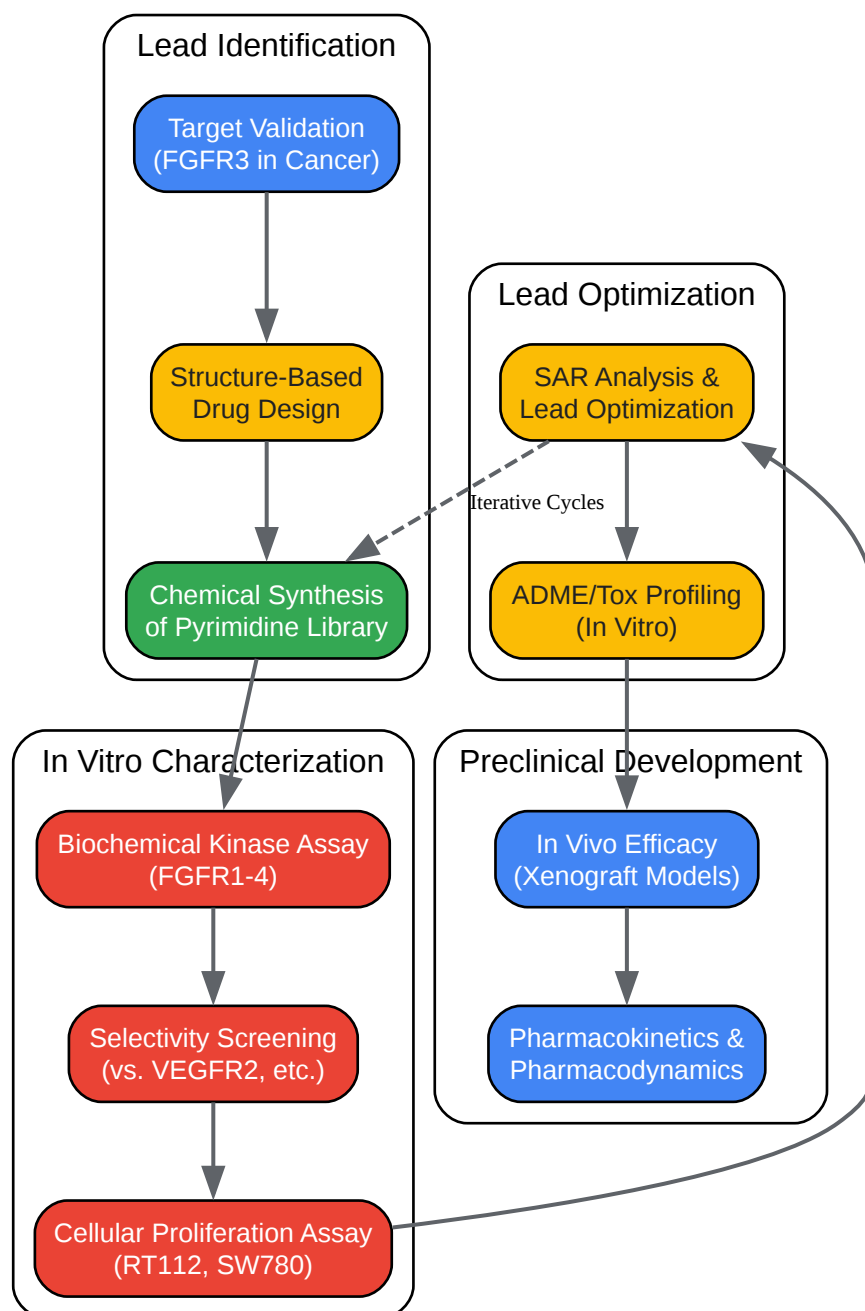 Lead Identification
Target Validation
(FGFR3 in Cancer)
Structure-Based
Drug Design
Chemical Synthesis
of Pyrimidine Library
Lead Optimization
SAR Analysis &
Lead Optimization
Iterative Cycles
ADME/Tox Profiling
(In Vitro)
In Vitro Characterization
Biochemical Kinase Assay
(FGFR1-4)
Selectivity Screening
(vs. VEGFR2, etc.)
Cellular Proliferation Assay
(RT112, SW780)
Preclinical Development
In Vivo Efficacy
(Xenograft Models)
Pharmacokinetics &
Pharmacodynamics